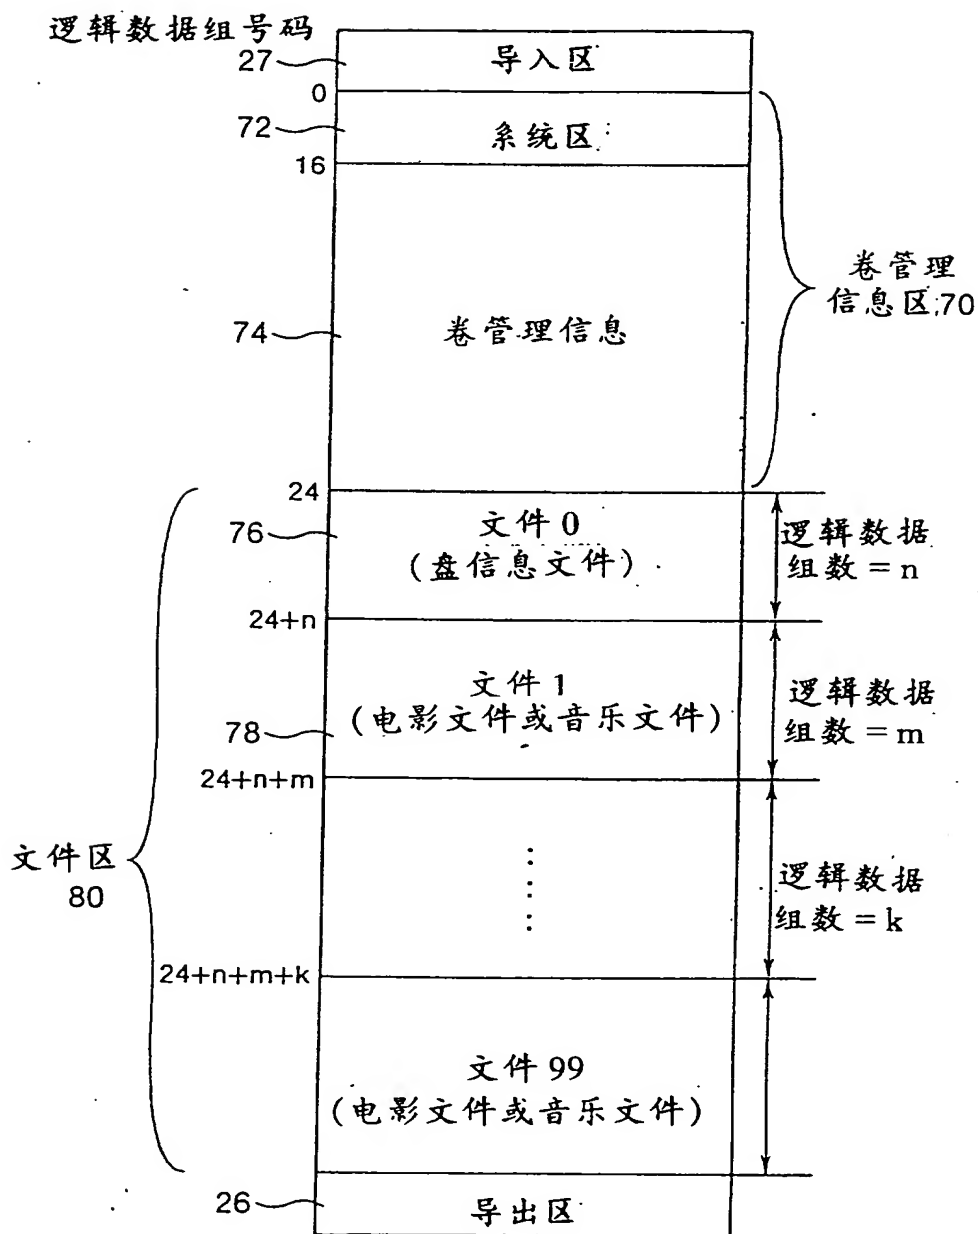 逻辑数据组号码
27
导入区
0
72
系统区
16
卷管理
信息区 70
74
卷管理信息
24
76
文件 0
(盘信息文件)
逻辑数据
组数 = n
24+n
文件 1
(电影文件或音乐文件)
78
逻辑数据
组数 = m
24+n+m
文件区
80
逻辑数据
组数 = k
24+n+m+k
文件 99
(电影文件或音乐文件)
26
导出区